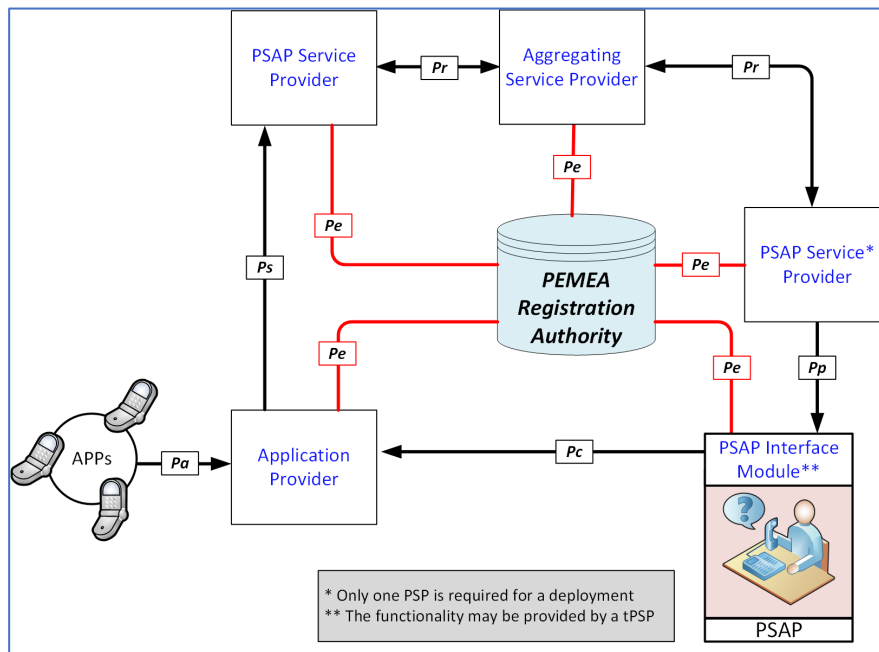 PSAP Service
Provider
Pr
Aggregating
Service Provider
Pr
Pe
Pe
Ps
PEMEA
Registration
Authority
Pe
PSAP Service*
Provider
Pe
Pe
Pp
APPs
Pa
Application
Provider
Pc
PSAP Interface
Module**
?
* Only one PSP is required for a deployment
** The functionality may be provided by a tPSP
PSAP